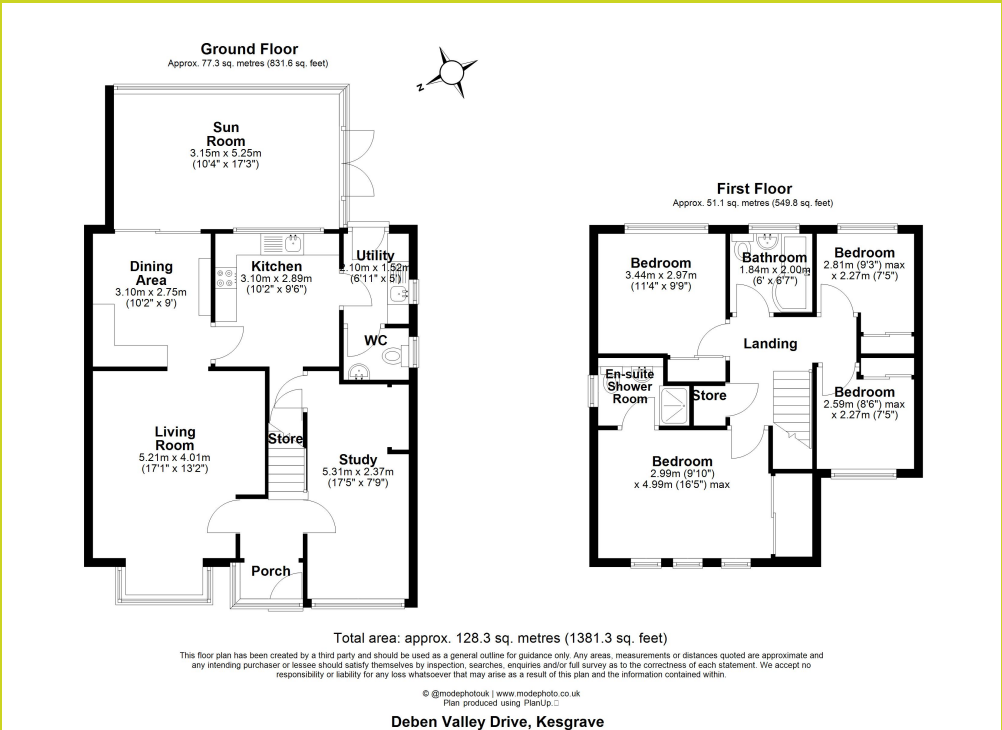 Ground Floor
Approx. 77.3 sq. metres (831.6 sq. feet)
N
Sun
Room
3.15m x 5.25m
(10'4" x 17'3")
Dining
Area
3.10m x 2.75m
(10'2" x 9')
Kitchen
3.10m x 2.89m
(10'2" x 9'6")
Utility
2.10m x 1.52m
(6'11" x 5')
WC
Living
Room
5.21m x 4.01m
(17'1" x 13'2")
Store
Study
5.31m x 2.37m
(17'5" x 7'9")
Porch
First Floor
Approx. 51.1 sq. metres (549.8 sq. feet)
Bedroom
3.44m x 2.97m
(11'4" x 9'9")
Bathroom
1.84m x 2.00m
(6' x 6'7")
Bedroom
2.81m (9'3") max
x 2.27m (7'5")
Landing
En-suite
Shower
Room
Store
Bedroom
2.59m (8'6") max
x 2.27m (7'5")
Bedroom
2.99m (9'10")
x 4.99m (16'5") max
Total area: approx. 128.3 sq. metres (1381.3 sq. feet)
This floor plan has been created by a third party and should be used as a general outline for guidance only. Any areas, measurements or distances quoted are approximate and
any intending purchaser or lessee should satisfy themselves by inspection, searches, enquiries and/or full survey as to the correctness of each statement. We accept no
responsibility or liability for any loss whatsoever that may arise as a result of this plan and the information contained within.
© @modephotouk | www.modephoto.co.uk
Plan produced using PlanUp.
Deben Valley Drive, Kesgrave